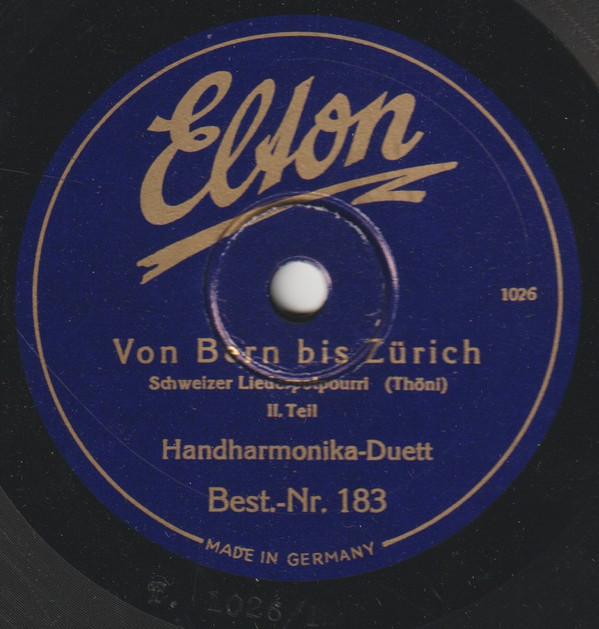 Elton
1026
Von Bern bis Zürich
Schweizer Liederpotpourri (Thöni)
II. Teil
Handharmonika-Duett
Best.-Nr. 183
MADE IN GERMANY